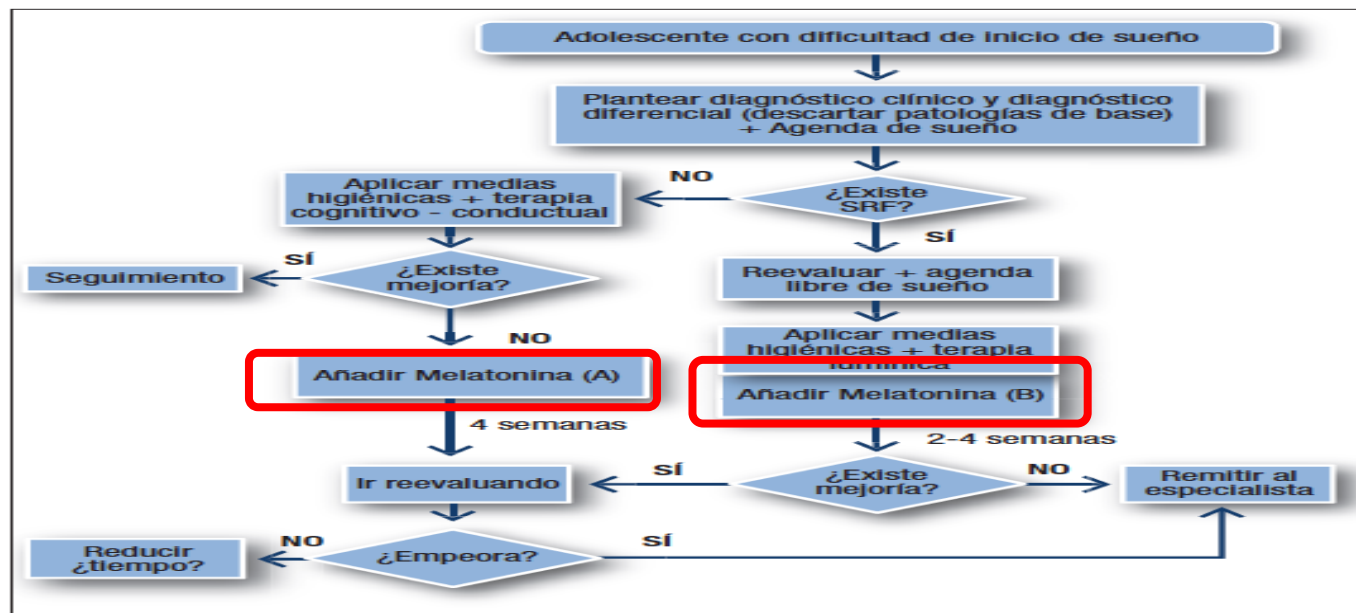 Adolescente con dificultad de inicio de sueño
Plantear diagnóstico clínico y diagnóstico
diferencial (descartar patologías de base)
+ Agenda de sueño
¿Existe
SRF?
NO
Aplicar medias
higiénicas + terapia
cognitivo - conductual
SÍ
¿Existe
mejoría?
SÍ
Seguimiento
Reevaluar + agenda
libre de sueño
NO
Aplicar medias
higiénicas + terapia
lumínica
Añadir Melatonina (A)
Añadir Melatonina (B)
4 semanas
2-4 semanas
Ir reevaluando
SÍ
¿Existe
mejoría?
NO
Remitir al
especialista
Reducir
¿tiempo?
NO
¿Empeora?
SÍ